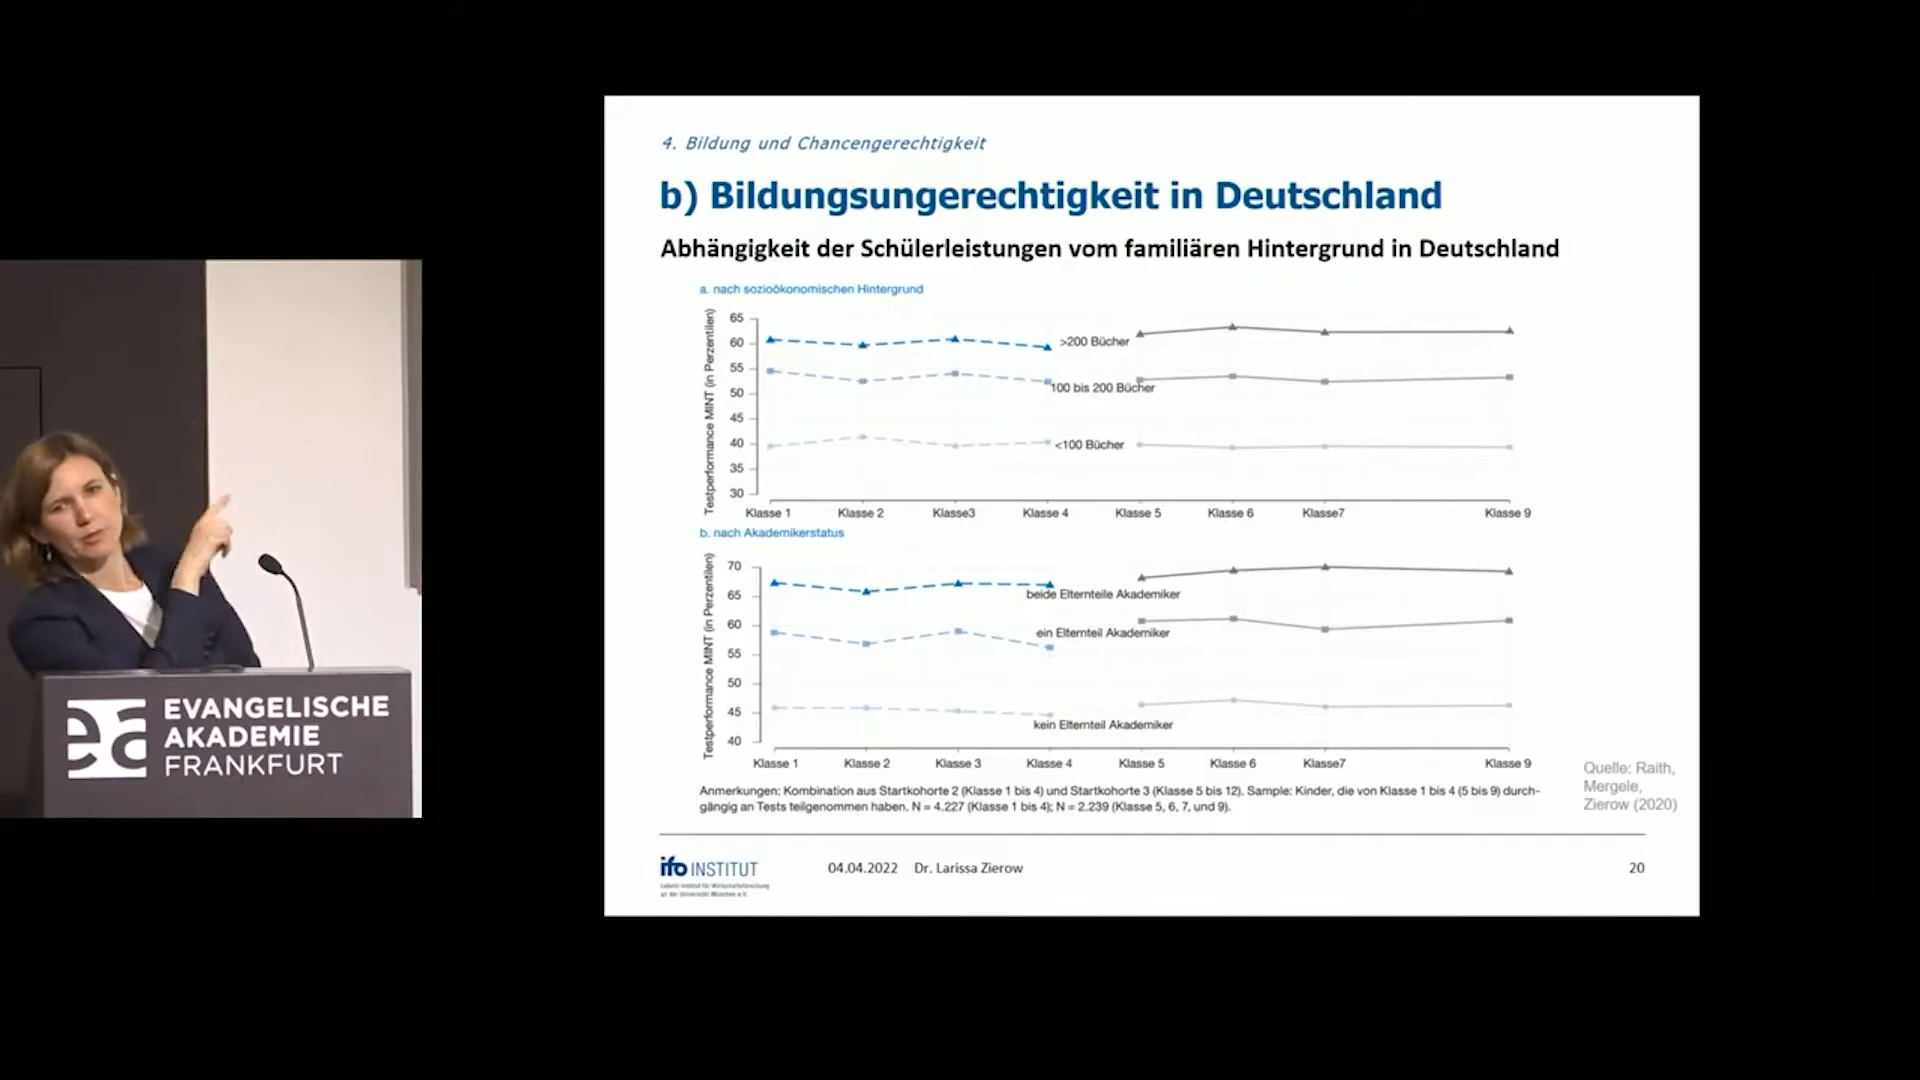 EVANGELISCHE
AKADEMIE
FRANKFURT
4. Bildung und Chancengerechtigkeit
b) Bildungsungerechtigkeit in Deutschland
Abhängigkeit der Schülerleistungen vom familiären Hintergrund in Deutschland
a. nach sozioökonomischen Hintergrund
Testperformance MINT (in Perzentilen)
65
60
55
50
45
40
35
30
>200 Bücher
100 bis 200 Bücher
<100 Bücher
Klasse 1 Klasse 2 Klasse3 Klasse 4 Klasse 5 Klasse 6 Klasse7 Klasse 9
b. nach Akademikerstatus
Testperformance MINT (in Perzentilen)
70
65
60
55
50
45
40
beide Elternteile Akademiker
ein Elternteil Akademiker
kein Elternteil Akademiker
Klasse 1 Klasse 2 Klasse 3 Klasse 4 Klasse 5 Klasse 6 Klasse7 Klasse 9
Anmerkungen: Kombination aus Startkohorte 2 (Klasse 1 bis 4) und Startkohorte 3 (Klasse 5 bis 12). Sample: Kinder, die von Klasse 1 bis 4 (5 bis 9) durch-
gängig an Tests teilgenommen haben. N = 4.227 (Klasse 1 bis 4); N = 2.239 (Klasse 5, 6, 7, und 9).
Quelle: Raith,
Mergele,
Zierow (2020)
ifo INSTITUT
Leibniz-Institut für Wirtschaftsforschung
an der Universität München e.V.
04.04.2022 Dr. Larissa Zierow
20